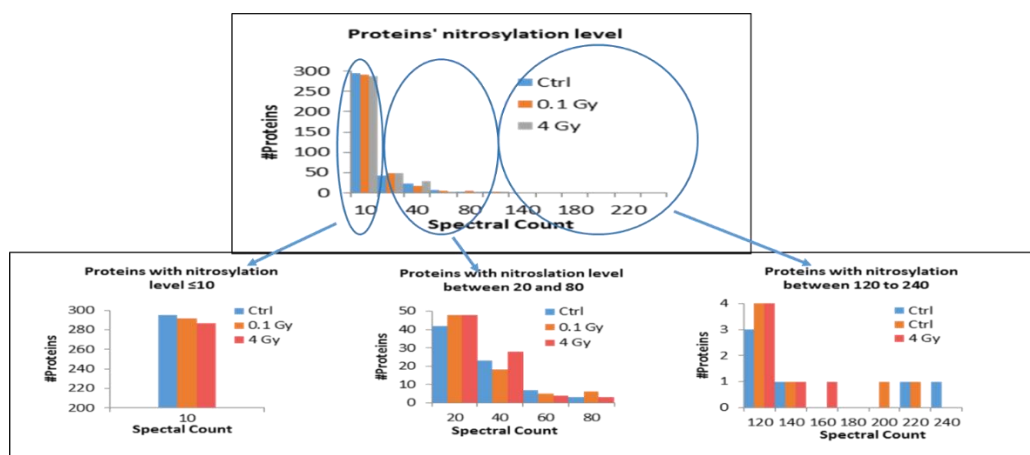 Proteins' nitrosylation level
300
250
200
150
100
50
0
#Proteins
Ctrl
0.1 Gy
4 Gy
10 40 80 140 180 220
Spectral Count
Proteins with nitrosylation
level ≤10
300
280
260
240
220
200
#Proteins
Ctrl
0.1 Gy
4 Gy
10
Spectal Count
Proteins with nitroslation level
between 20 and 80
50
40
30
20
10
0
#Proteins
Ctrl
0.1 Gy
4 Gy
20 40 60 80
Spectral Count
Proteins with nitrosylation
between 120 to 240
4
3
2
1
0
#Proteins
Ctrl
Ctrl
4 Gy
120 140 160 180 200 220 240
Spectral Count